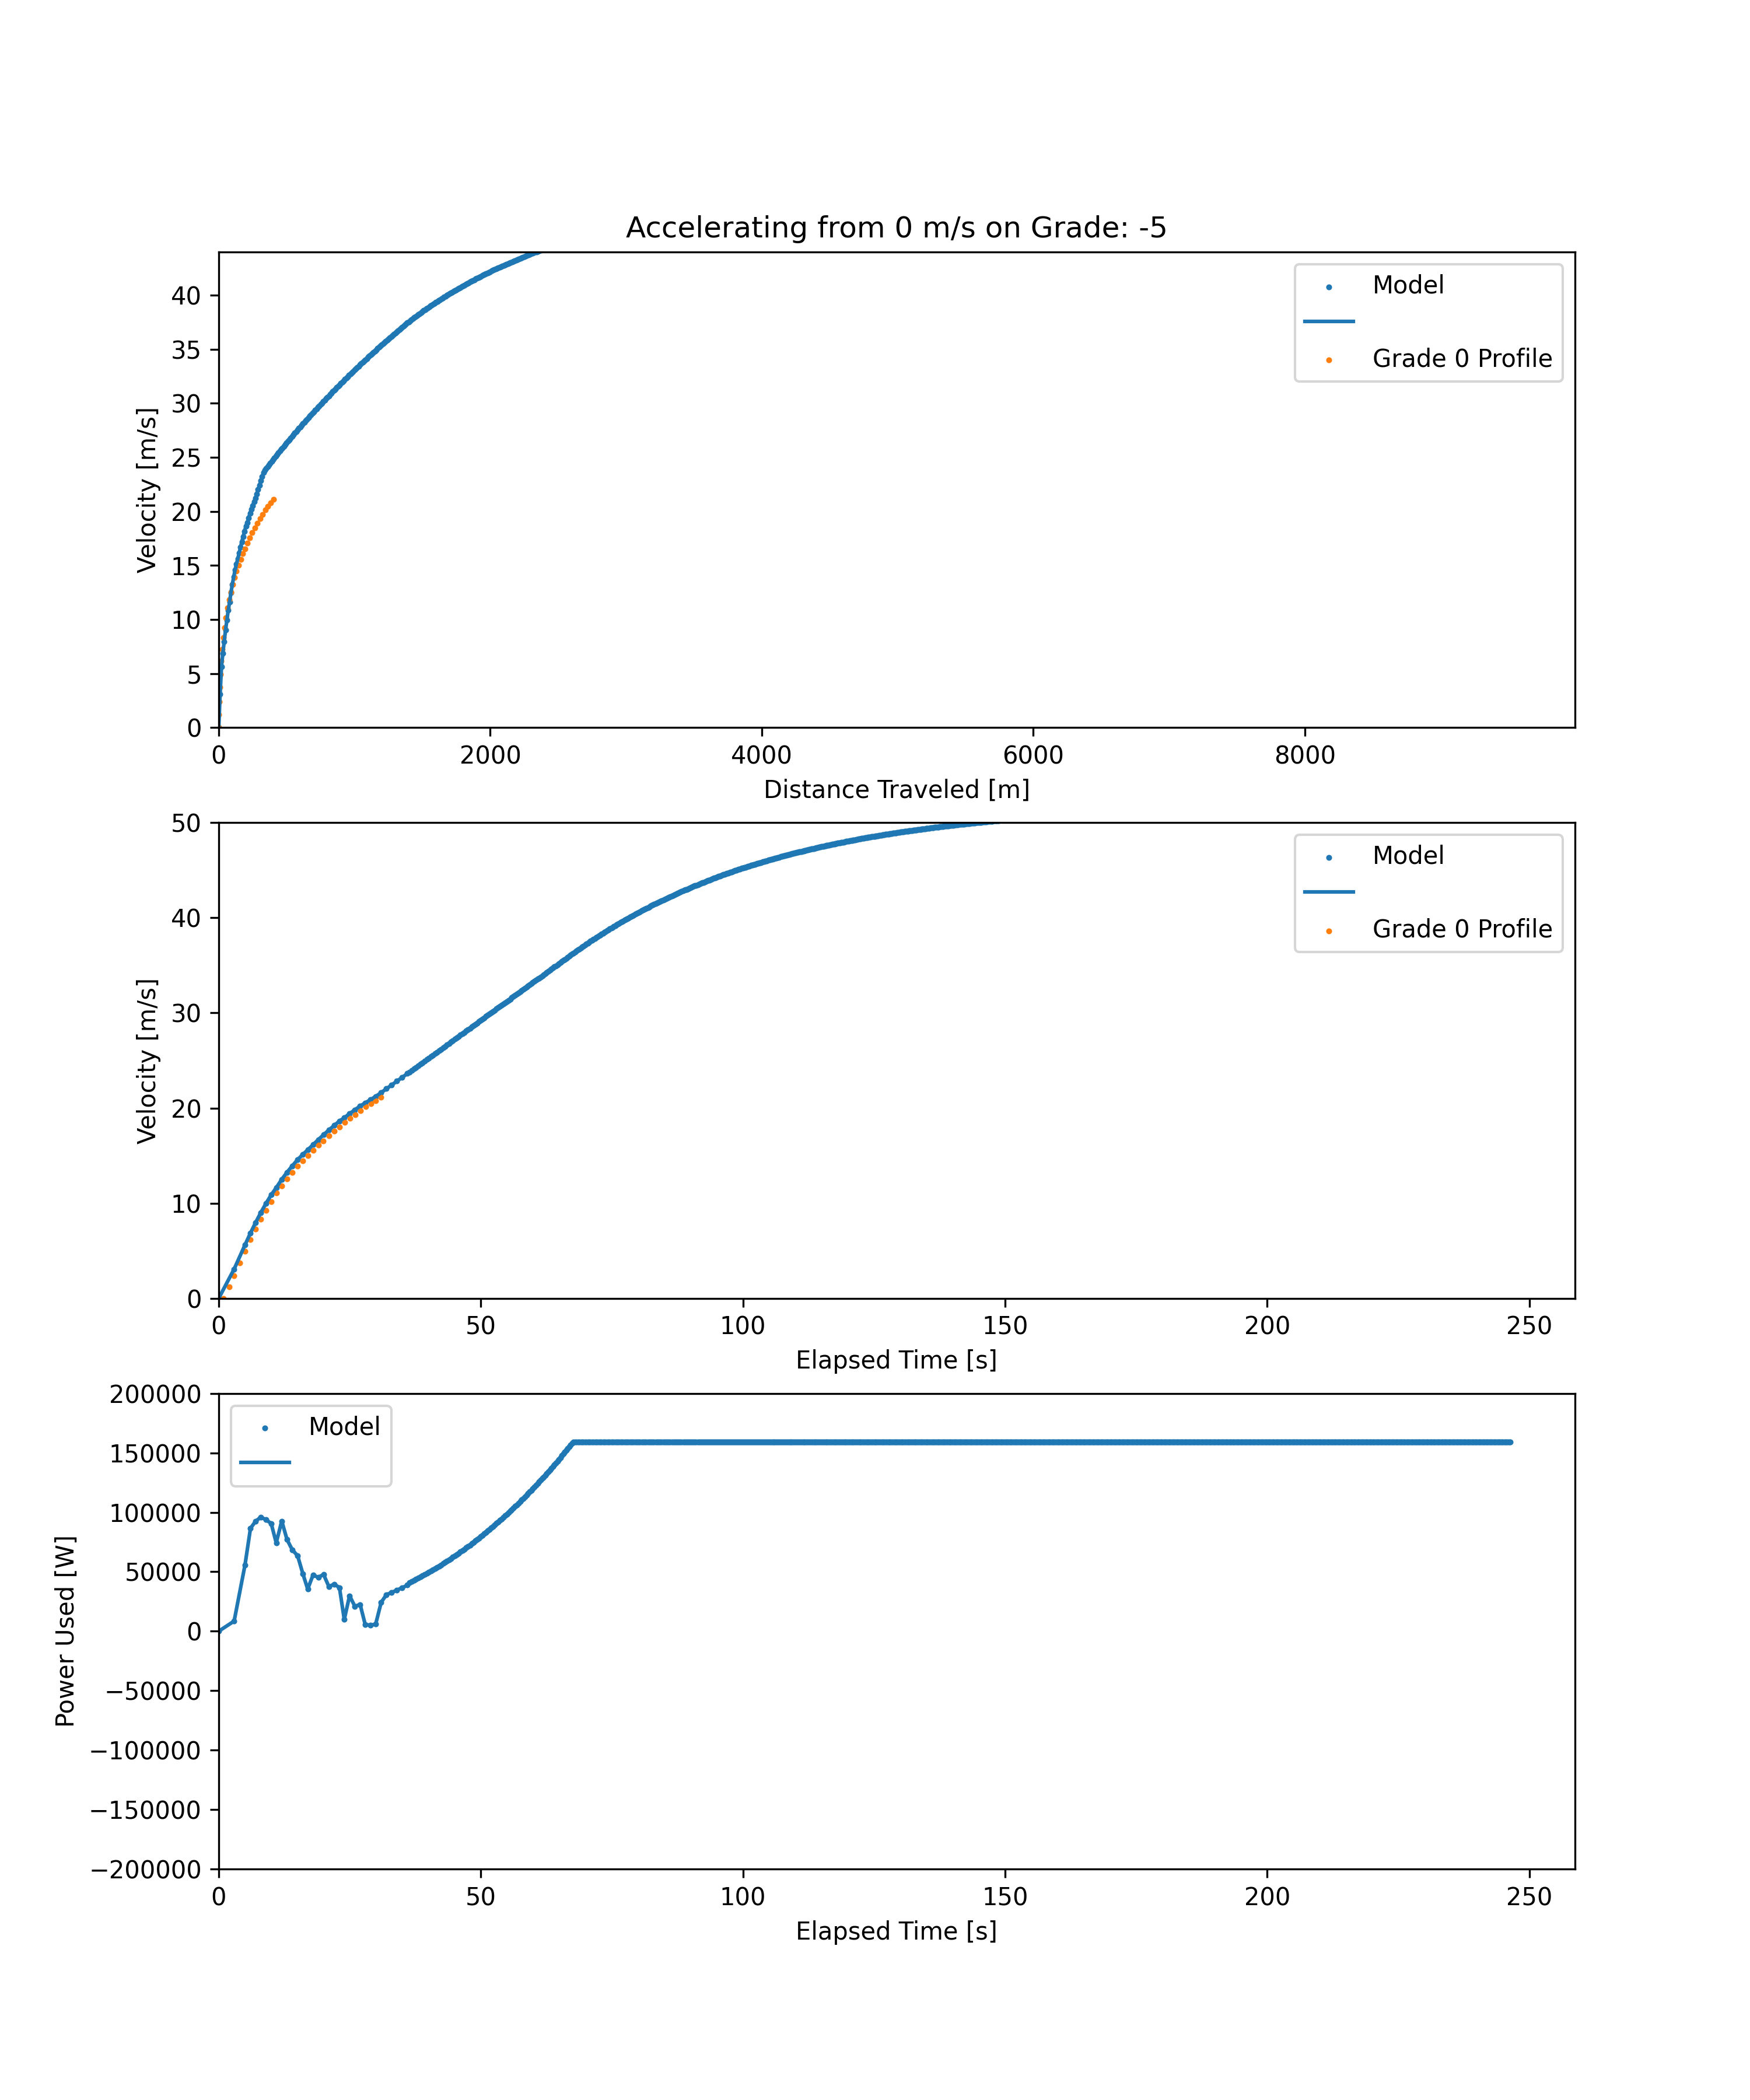 Accelerating from 0 m/s on Grade: -5
40
35
30
25
20
15
10
5
0
Velocity [m/s]
Model
Grade 0 Profile
0 2000 4000 6000 8000
Distance Traveled [m]
50
40
30
20
10
0
Velocity [m/s]
Model
Grade 0 Profile
0 50 100 150 200 250
Elapsed Time [s]
200000
150000
100000
50000
0
−50000
−100000
−150000
−200000
Power Used [W]
Model
0 50 100 150 200 250
Elapsed Time [s]